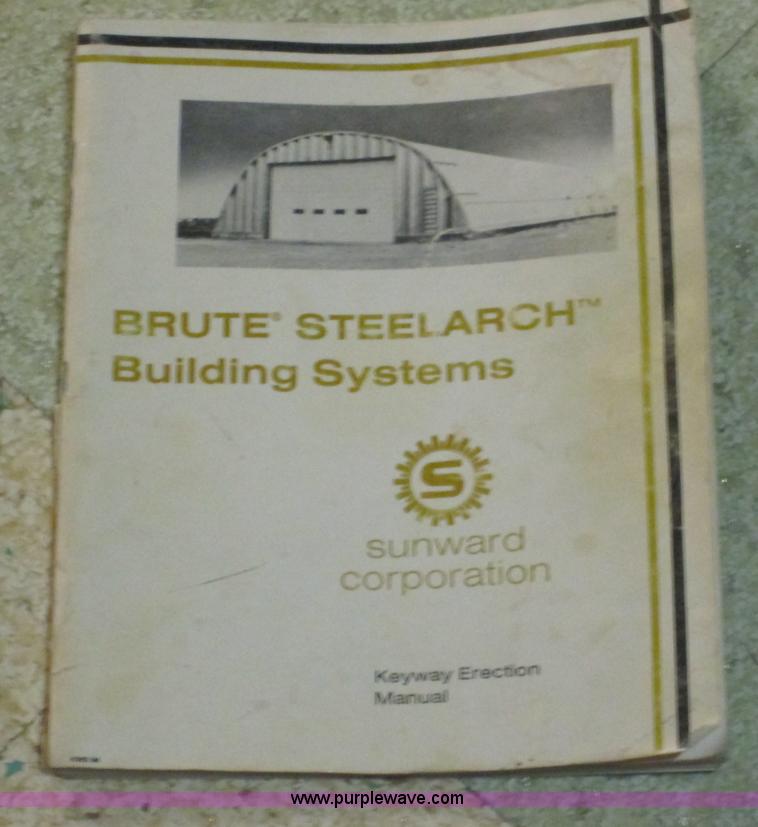 BRUTE® STEELARCH™
Building Systems
S
sunward
corporation
Keyway Erection
Manual
www.purplewave.com